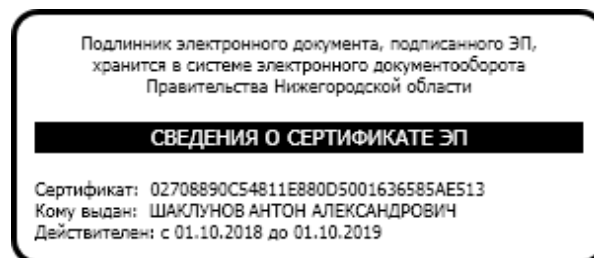 Подлинник электронного документа, подписанного ЭП,
хранится в системе электронного документооборота
Правительства Нижегородской области
СВЕДЕНИЯ О СЕРТИФИКАТЕ ЭП
Сертификат: 02708890C54811E880D5001636585AE513
Кому выдан: ШАКЛУНОВ АНТОН АЛЕКСАНДРОВИЧ
Действителен: с 01.10.2018 до 01.10.2019